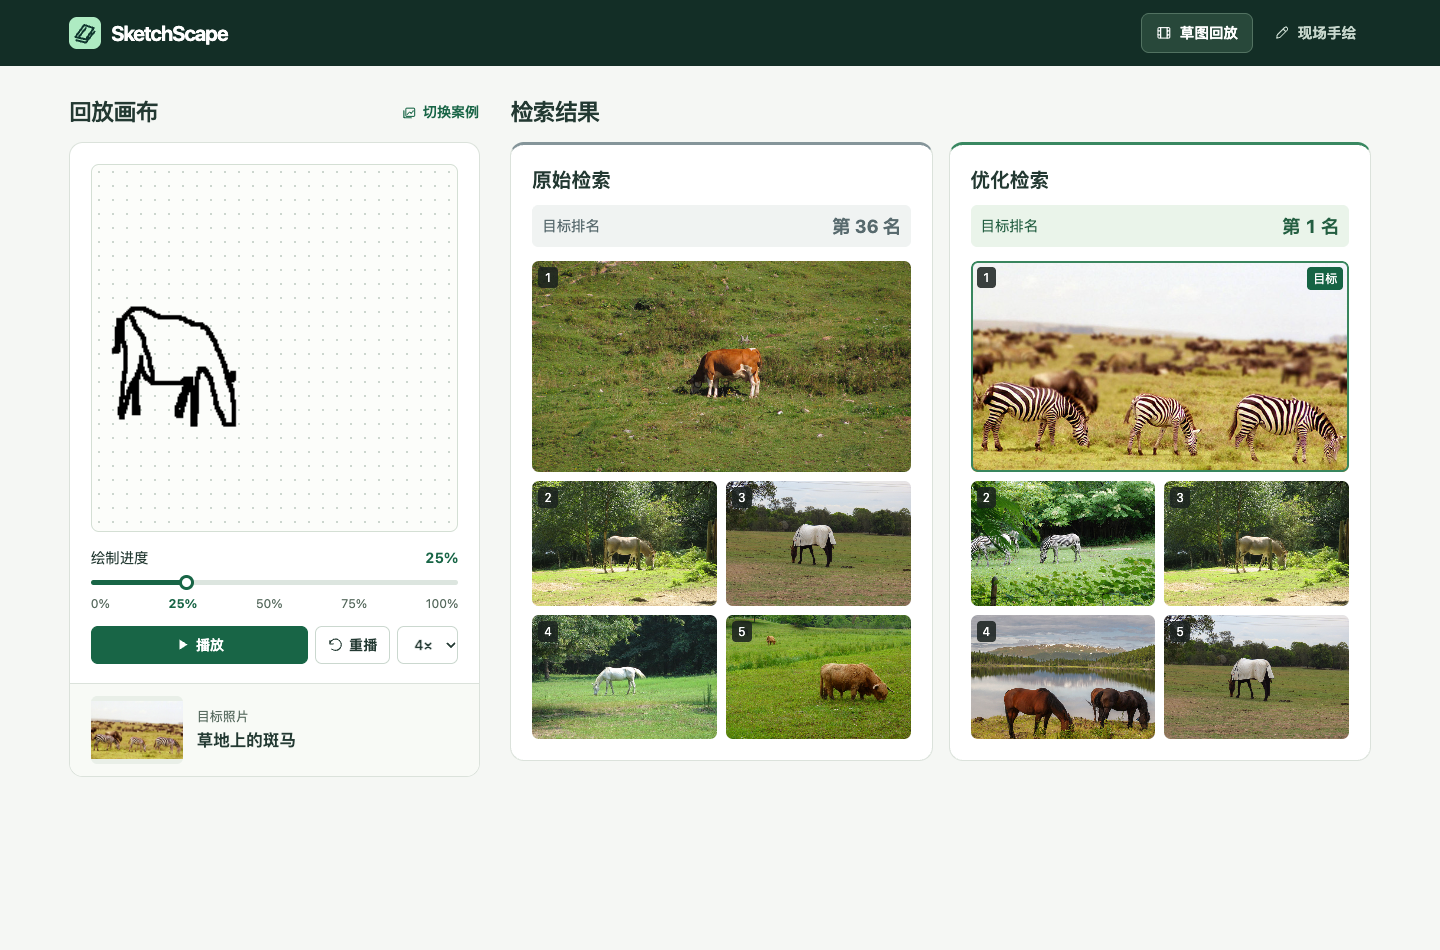 SketchScape
草图回放
现场手绘
回放画布
切换案例
绘制进度
25%
0% 25% 50% 75% 100%
播放
重播
4×
目标照片
草地上的斑马
检索结果
原始检索
目标排名
第 36 名
1
2
3
4
5
优化检索
目标排名
第 1 名
1
目标
2
3
4
5